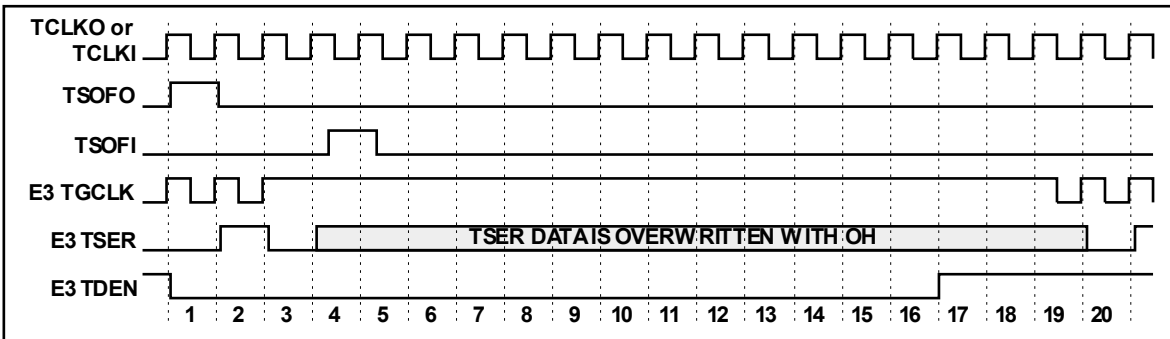 TCLKO or
TCLKI
TSOFO
TSOFI
E3 TGCLK
E3 TSER
TSER DATA IS OVERWRITTEN WITH OH
E3 TDEN
1 2 3 4 5 6 7 8 9 10 11 12 13 14 15 16 17 18 19 20